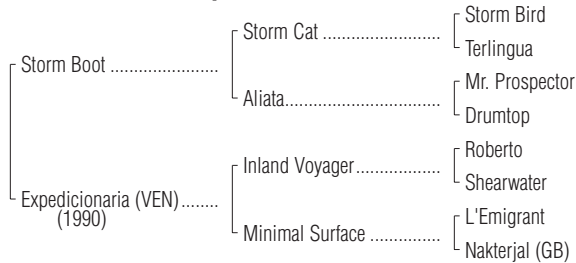 Storm Bird
Storm Cat ........................
Terlingua
Storm Boot ......................
Mr. Prospector
Aliata................................
Drumtop
Roberto
Inland Voyager..................
Shearwater
Expedicionaria (VEN)........
(1990)
L'Emigrant
Minimal Surface ...............
Nakterjal (GB)